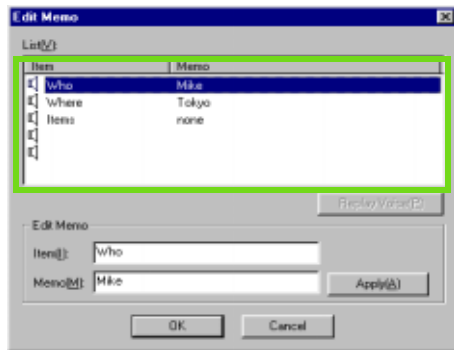 Edit Memo
List(V):
Item Memo
Who Mike
Where Tokyo
Items none
Replay Voice(R)
Edit Memo
Item(I): Who
Memo(M): Mike
Apply(A)
OK Cancel